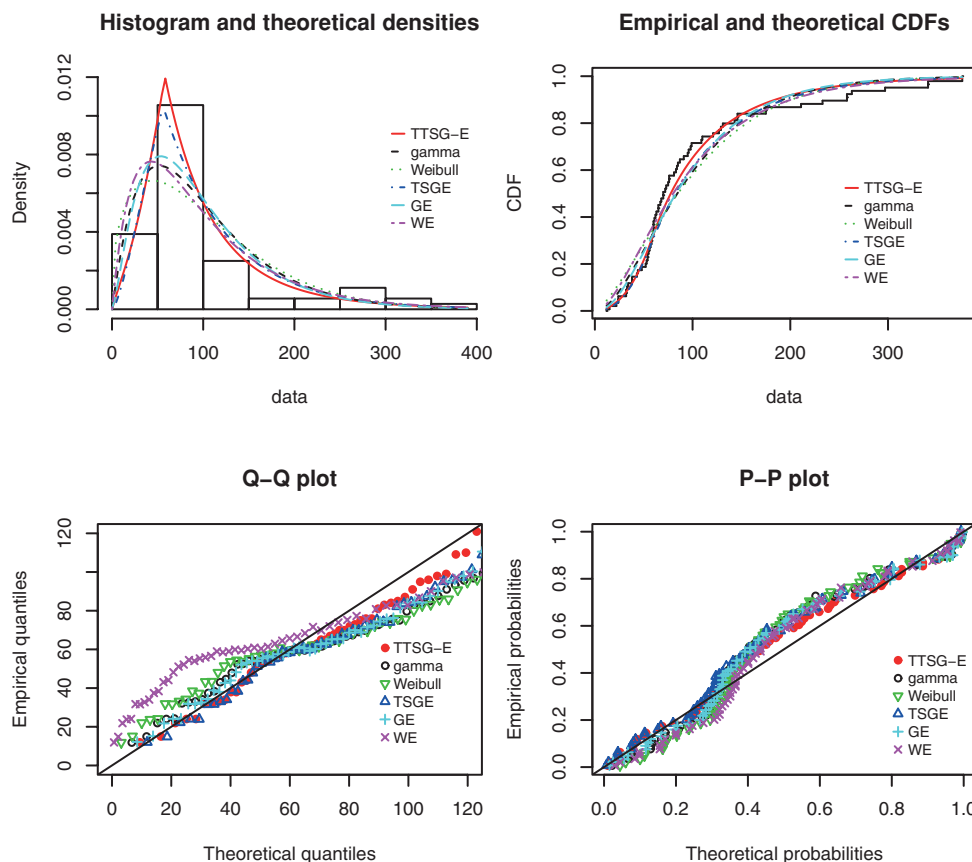 Histogram and theoretical densities
Density
0.000 0.004 0.008 0.012
TTSG−E
gamma
Weibull
TSGE
GE
WE
0 100 200 300 400
data
Empirical and theoretical CDFs
CDF
0.0 0.2 0.4 0.6 0.8 1.0
TTSG−E
gamma
Weibull
TSGE
GE
WE
0 100 200 300
data
Q−Q plot
Empirical quantiles
0 20 40 60 80 120
TTSG−E
gamma
Weibull
TSGE
GE
WE
0 20 40 60 80 100 120
Theoretical quantiles
P−P plot
Empirical probabilities
0.0 0.2 0.4 0.6 0.8 1.0
TTSG−E
gamma
Weibull
TSGE
GE
WE
0.0 0.2 0.4 0.6 0.8 1.0
Theoretical probabilities